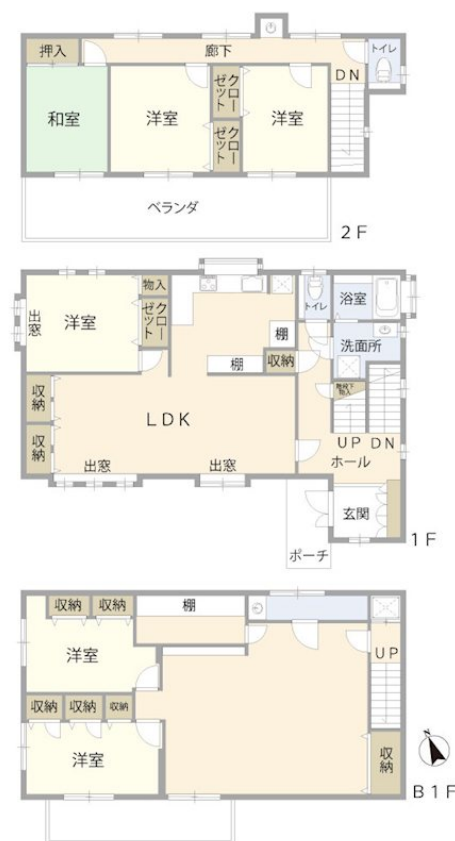 押入
廊下
トイレ
DN
和室
洋室
クローゼット
クローゼット
洋室
ベランダ
2F
出窓
洋室
物入
クローゼット
棚
棚
収納
トイレ
浴室
洗面所
階段下物入
収納
収納
LDK
UP DN
ホール
出窓
出窓
玄関
ポーチ
1F
収納
収納
棚
洋室
UP
収納
収納
収納
洋室
収納
N
B1F